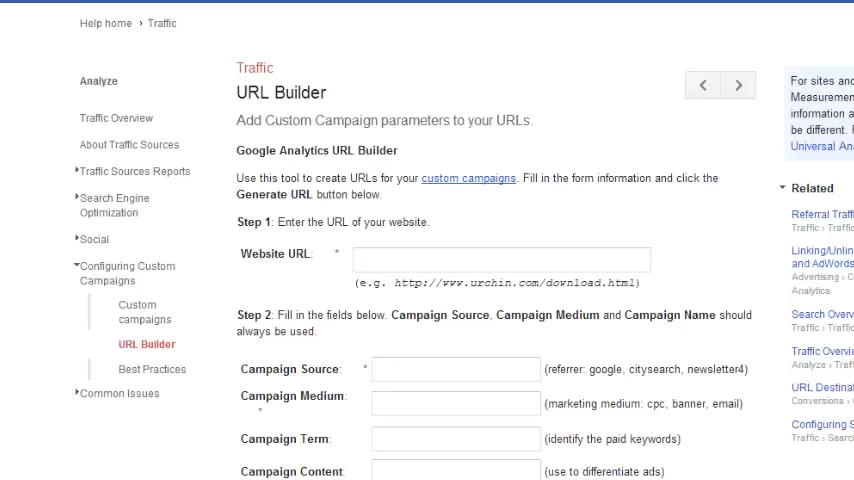 Help home › Traffic
Analyze
Traffic Overview
About Traffic Sources
Traffic Sources Reports
Search Engine
Optimization
Social
Configuring Custom
Campaigns
Custom
campaigns
URL Builder
Best Practices
Common Issues
Traffic
URL Builder
Add Custom Campaign parameters to your URLs.
Google Analytics URL Builder
Use this tool to create URLs for your custom campaigns. Fill in the form information and click the
Generate URL button below.
Step 1: Enter the URL of your website.
Website URL: *
(e.g. http://www.urchin.com/download.html)
Step 2: Fill in the fields below. Campaign Source, Campaign Medium and Campaign Name should
always be used.
Campaign Source: * (referrer: google, citysearch, newsletter4)
Campaign Medium: * (marketing medium: cpc, banner, email)
Campaign Term: (identify the paid keywords)
Campaign Content: (use to differentiate ads)
For sites and
Measuremen
information a
be different.
Universal Ana
Related
Referral Traff
Traffic › Traffic
Linking/Unlin
and AdWords
Advertising ›
Analytics
Search Overv
Traffic › Traffic
Traffic Overvie
Analyze › Traf
URL Destinat
Conversions ›
Configuring S
Traffic › Searc